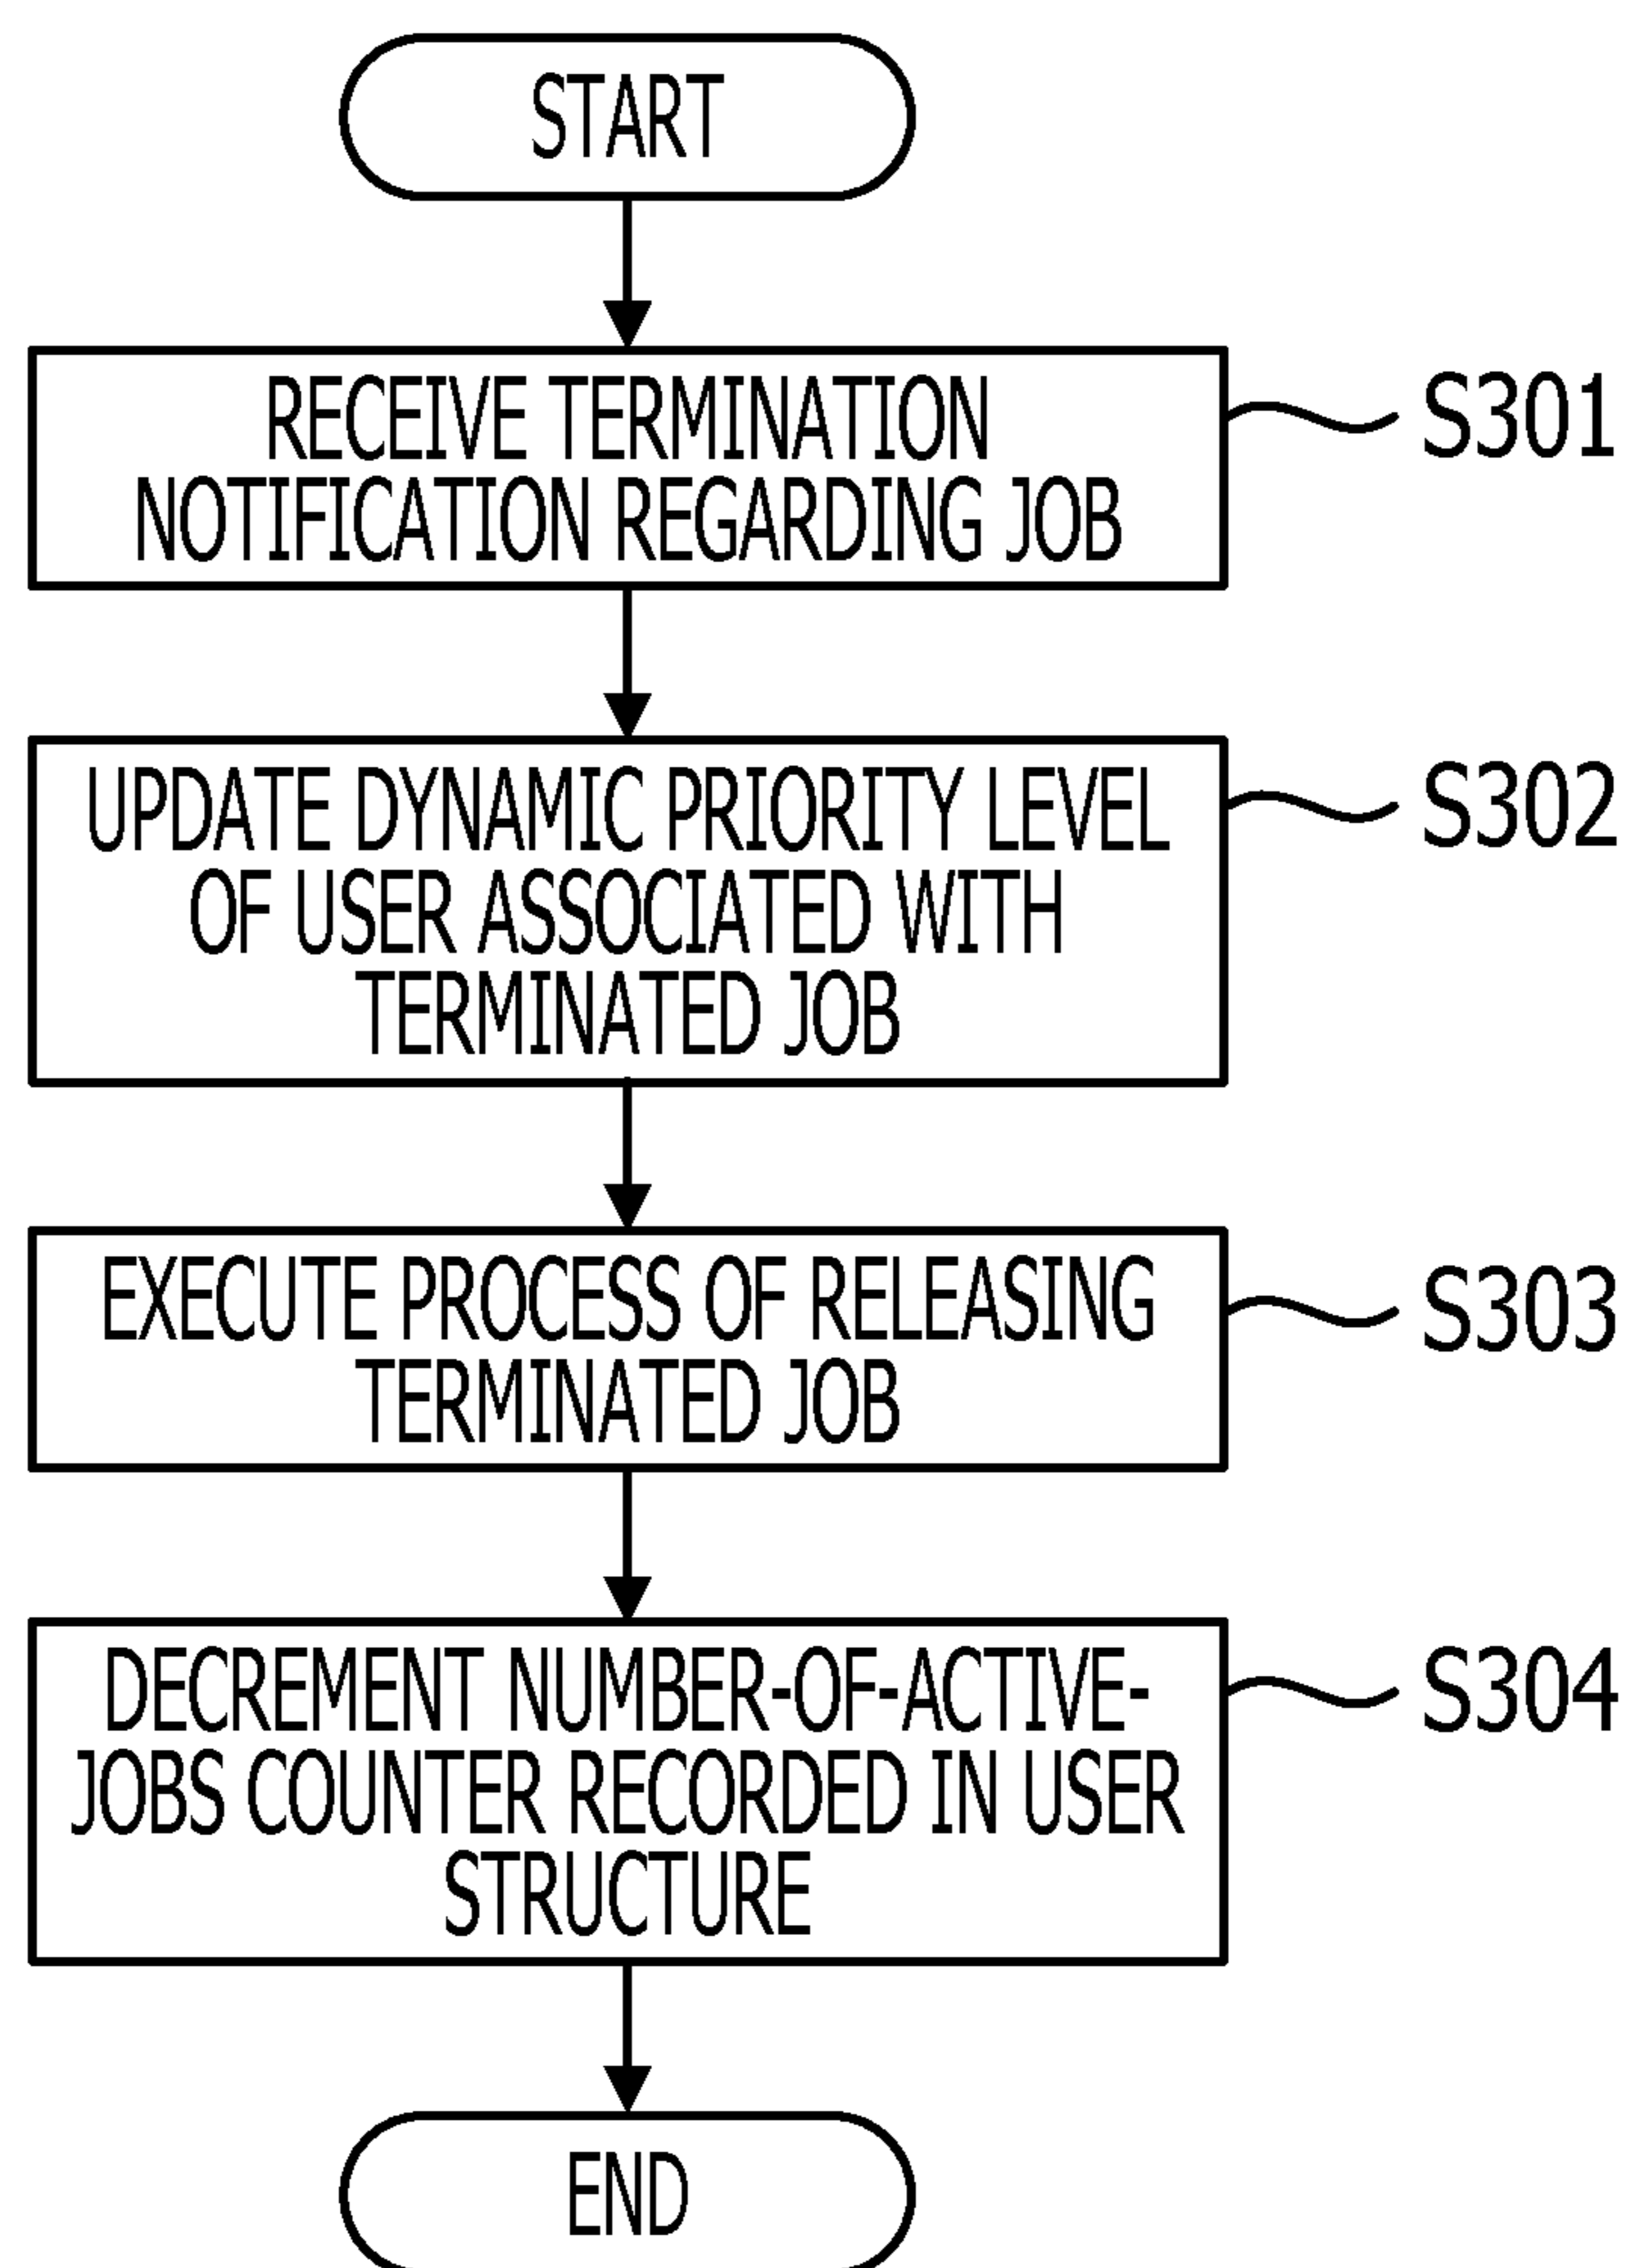 START
RECEIVE TERMINATION
NOTIFICATION REGARDING JOB
S301
UPDATE DYNAMIC PRIORITY LEVEL
OF USER ASSOCIATED WITH
TERMINATED JOB
S302
EXECUTE PROCESS OF RELEASING
TERMINATED JOB
S303
DECREMENT NUMBER-OF-ACTIVE-
JOBS COUNTER RECORDED IN USER
STRUCTURE
S304
END